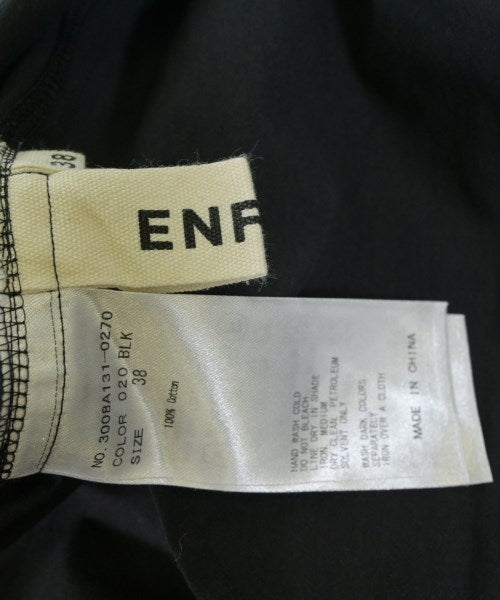 38
ENF
NO. 300BA131-0270
COLOR 020 BLK
SIZE 38
100% Cotton
HAND WASH COLD
DO NOT BLEACH
LINE DRY IN SHADE
IRON MEDIUM
DRY CLEAN PETROLEUM
SOLVENT ONLY
WASH DARK COLORS
SEPARATELY
IRON OVER A CLOTH
MADE IN CHINA